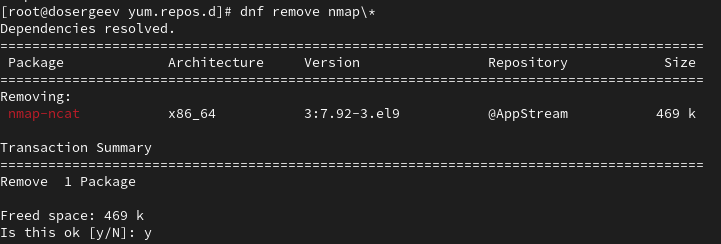 [root@dosergeev yum.repos.d]# dnf remove nmap\*
Dependencies resolved.
========================================================================================
 Package             Architecture     Version                Repository            Size
========================================================================================
Removing:
 nmap-ncat           x86_64           3:7.92-3.el9           @AppStream           469 k

Transaction Summary
========================================================================================
Remove  1 Package

Freed space: 469 k
Is this ok [y/N]: y